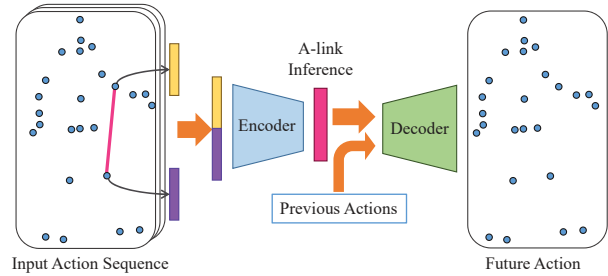 A-link
Inference
Encoder
Decoder
Previous Actions
Input Action Sequence
Future Action